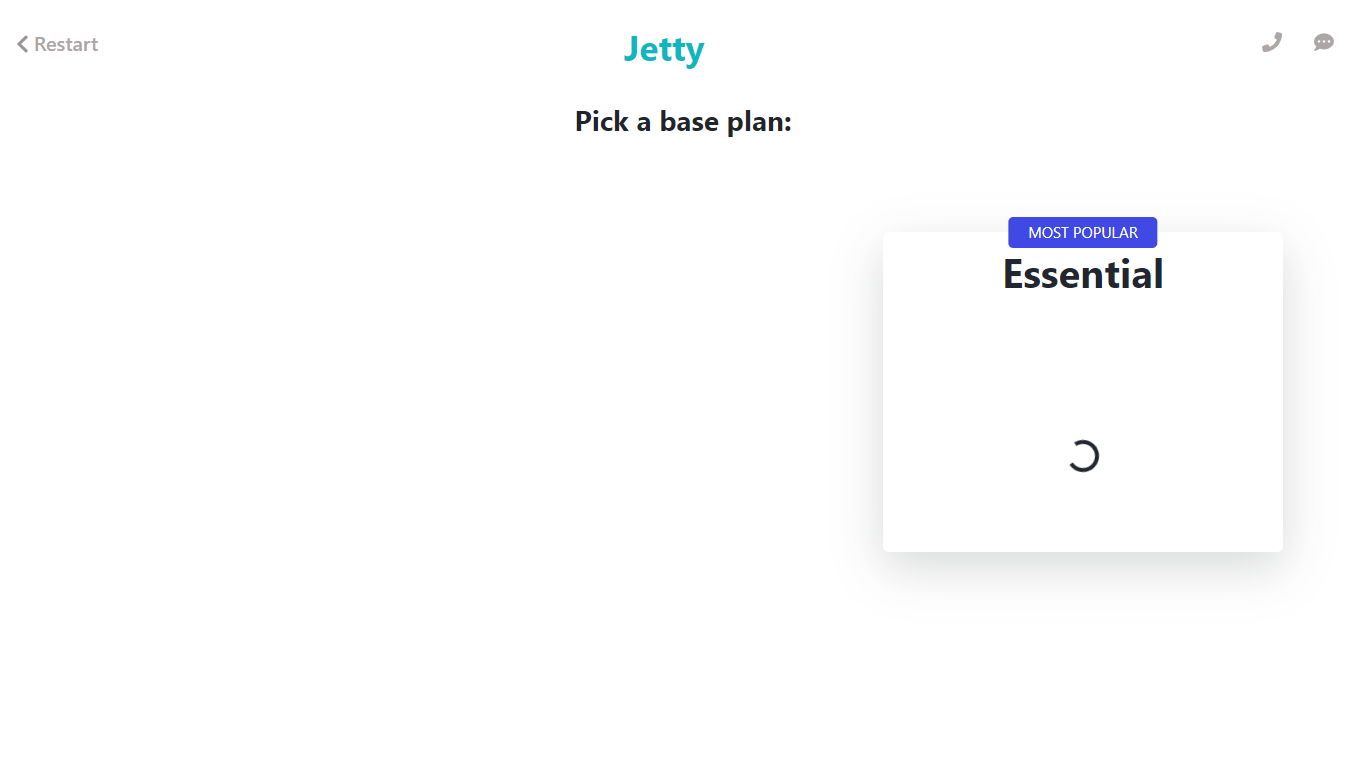 Restart
Jetty
Pick a base plan:
MOST POPULAR
Essential